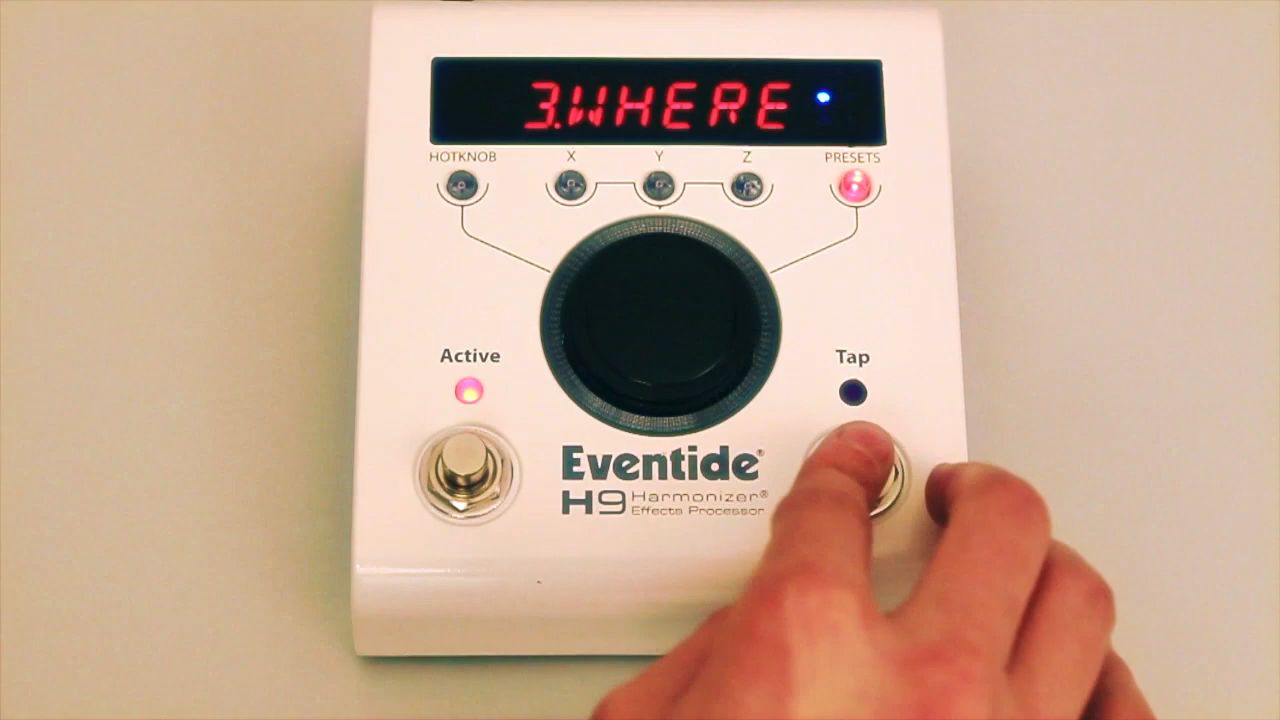 3.WHERE
HOTKNOB X Y Z PRESETS
Active
Tap
Eventide®
H9 Harmonizer®
Effects Processor